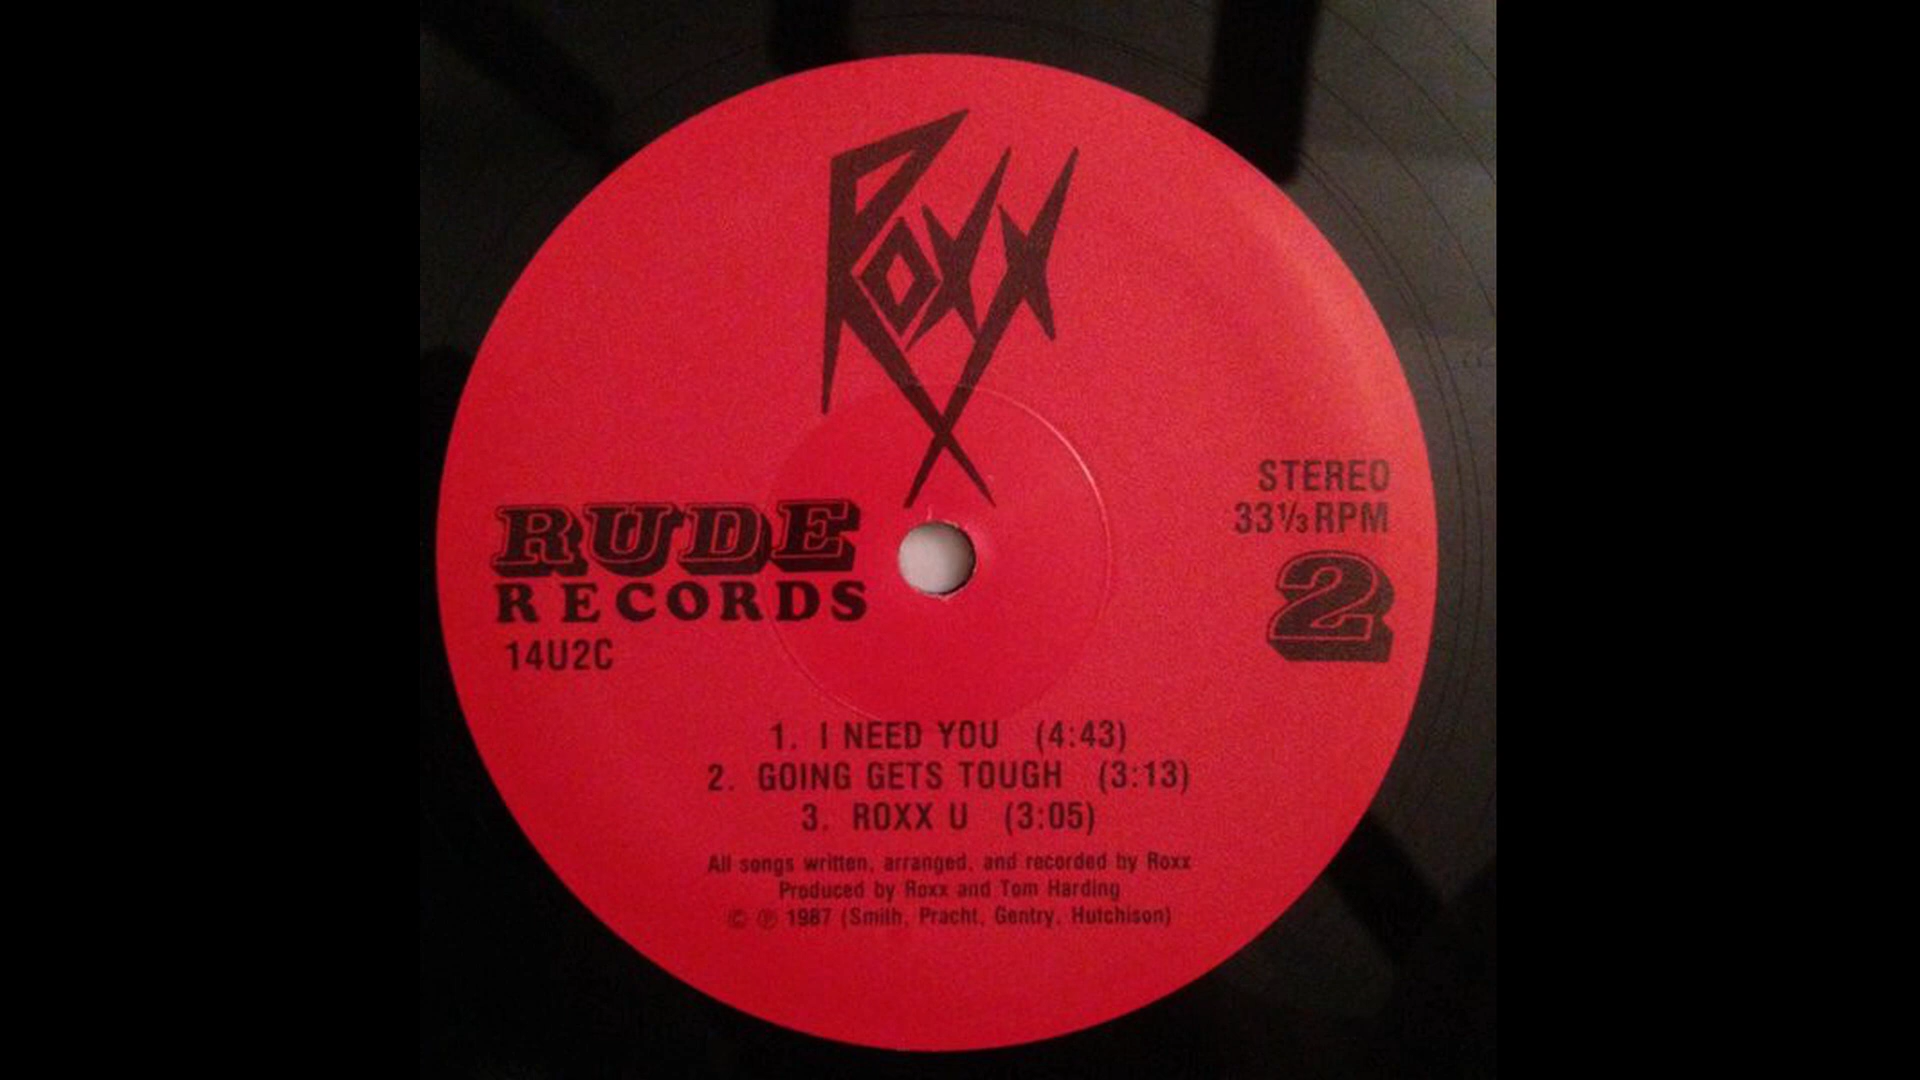 Roxx
STEREO
33⅓ RPM
2
RUDE
RECORDS
14U2C
1. I NEED YOU (4:43)
2. GOING GETS TOUGH (3:13)
3. ROXX U (3:05)
All songs written, arranged, and recorded by Roxx
Produced by Roxx and Tom Harding
© ℗ 1987 (Smith, Pracht, Gentry, Hutchison)